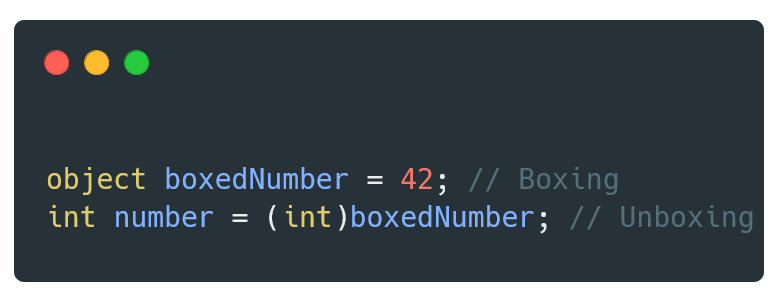 object boxedNumber = 42; // Boxing
int number = (int)boxedNumber; // Unboxing